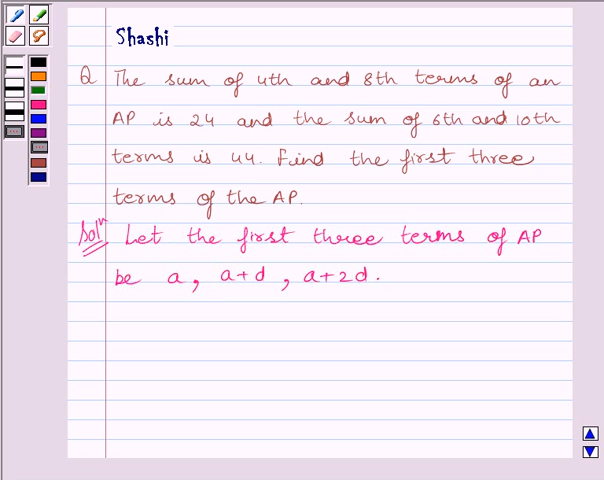 Shashi
Q The sum of 4th and 8th terms of an
AP is 24 and the sum of 6th and 10th
terms is 44. Find the first three
terms of the AP.
Solⁿ Let the first three terms of AP
be a, a+d, a+2d.